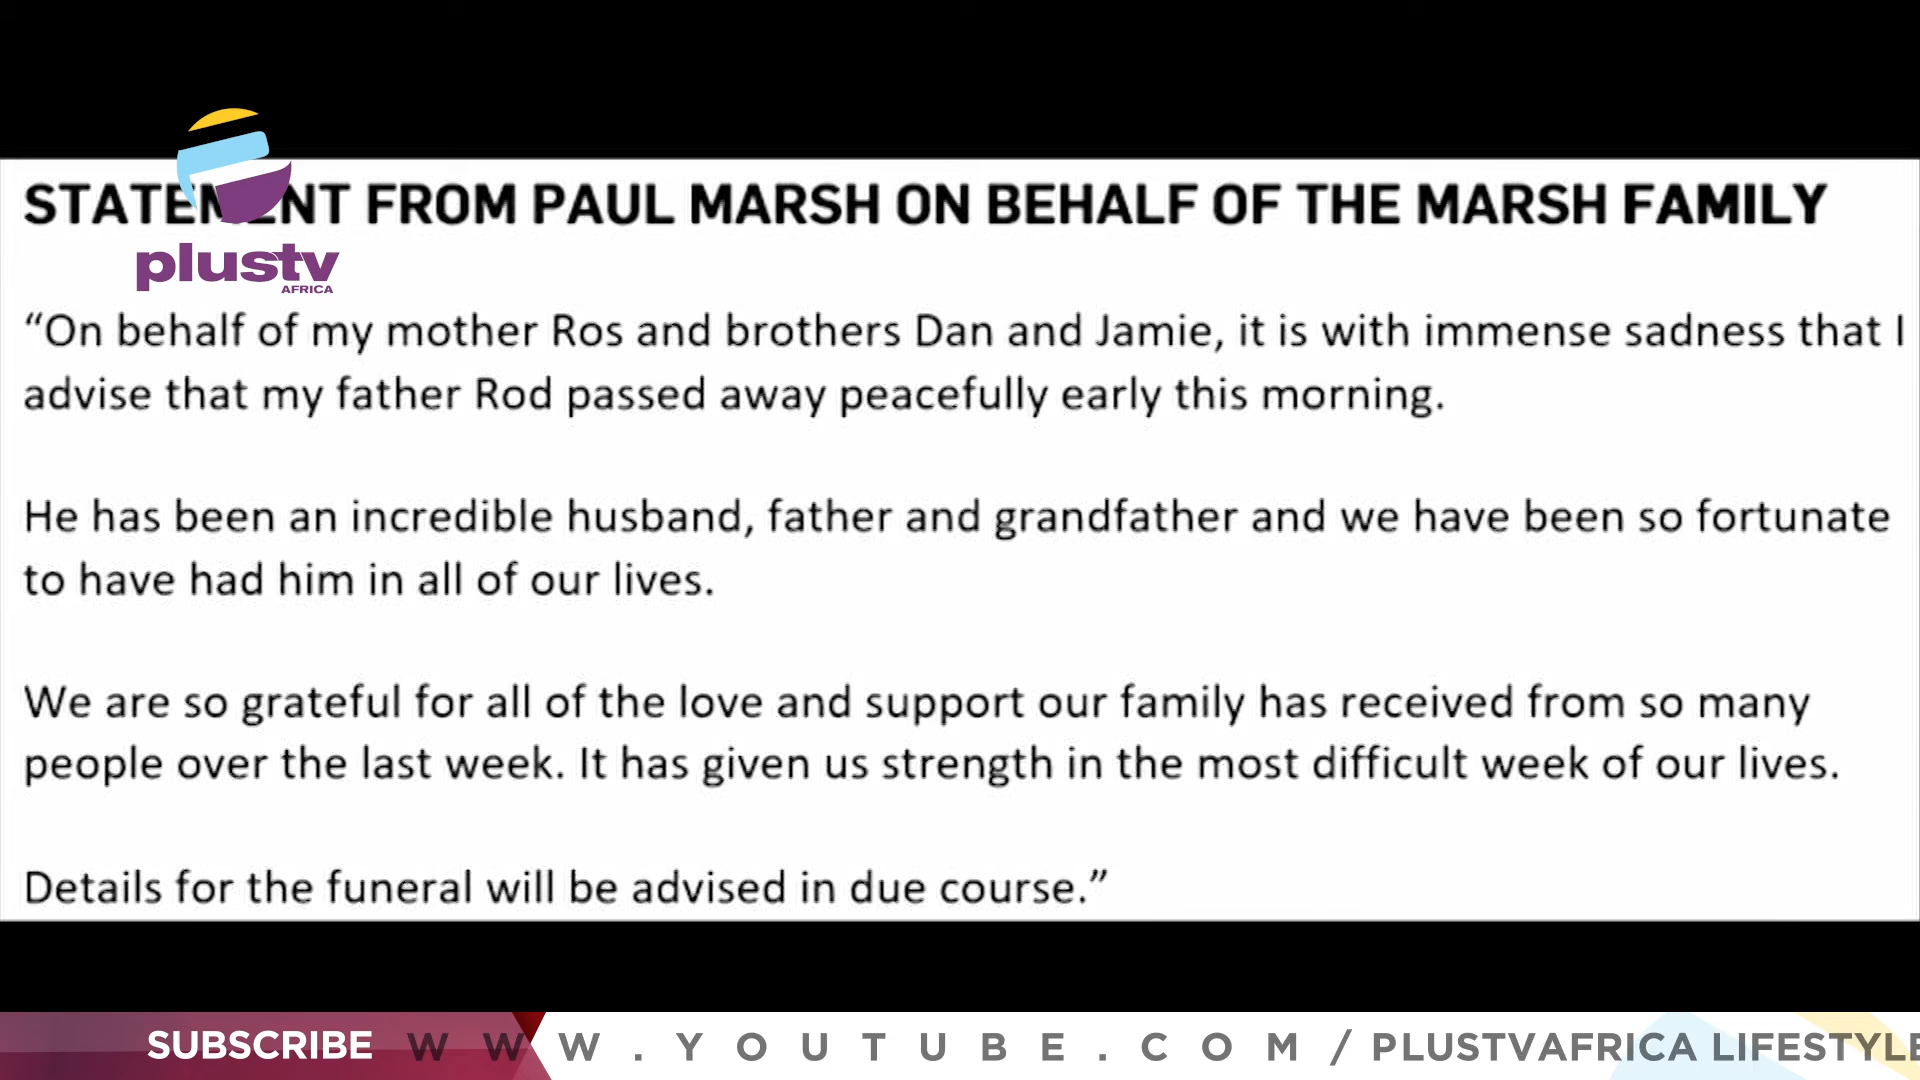 STATEMENT FROM PAUL MARSH ON BEHALF OF THE MARSH FAMILY
plustv
AFRICA
“On behalf of my mother Ros and brothers Dan and Jamie, it is with immense sadness that I
advise that my father Rod passed away peacefully early this morning.
He has been an incredible husband, father and grandfather and we have been so fortunate
to have had him in all of our lives.
We are so grateful for all of the love and support our family has received from so many
people over the last week. It has given us strength in the most difficult week of our lives.
Details for the funeral will be advised in due course.”
SUBSCRIBE WWW.YOUTUBE.COM/PLUSTVAFRICA LIFESTYLE